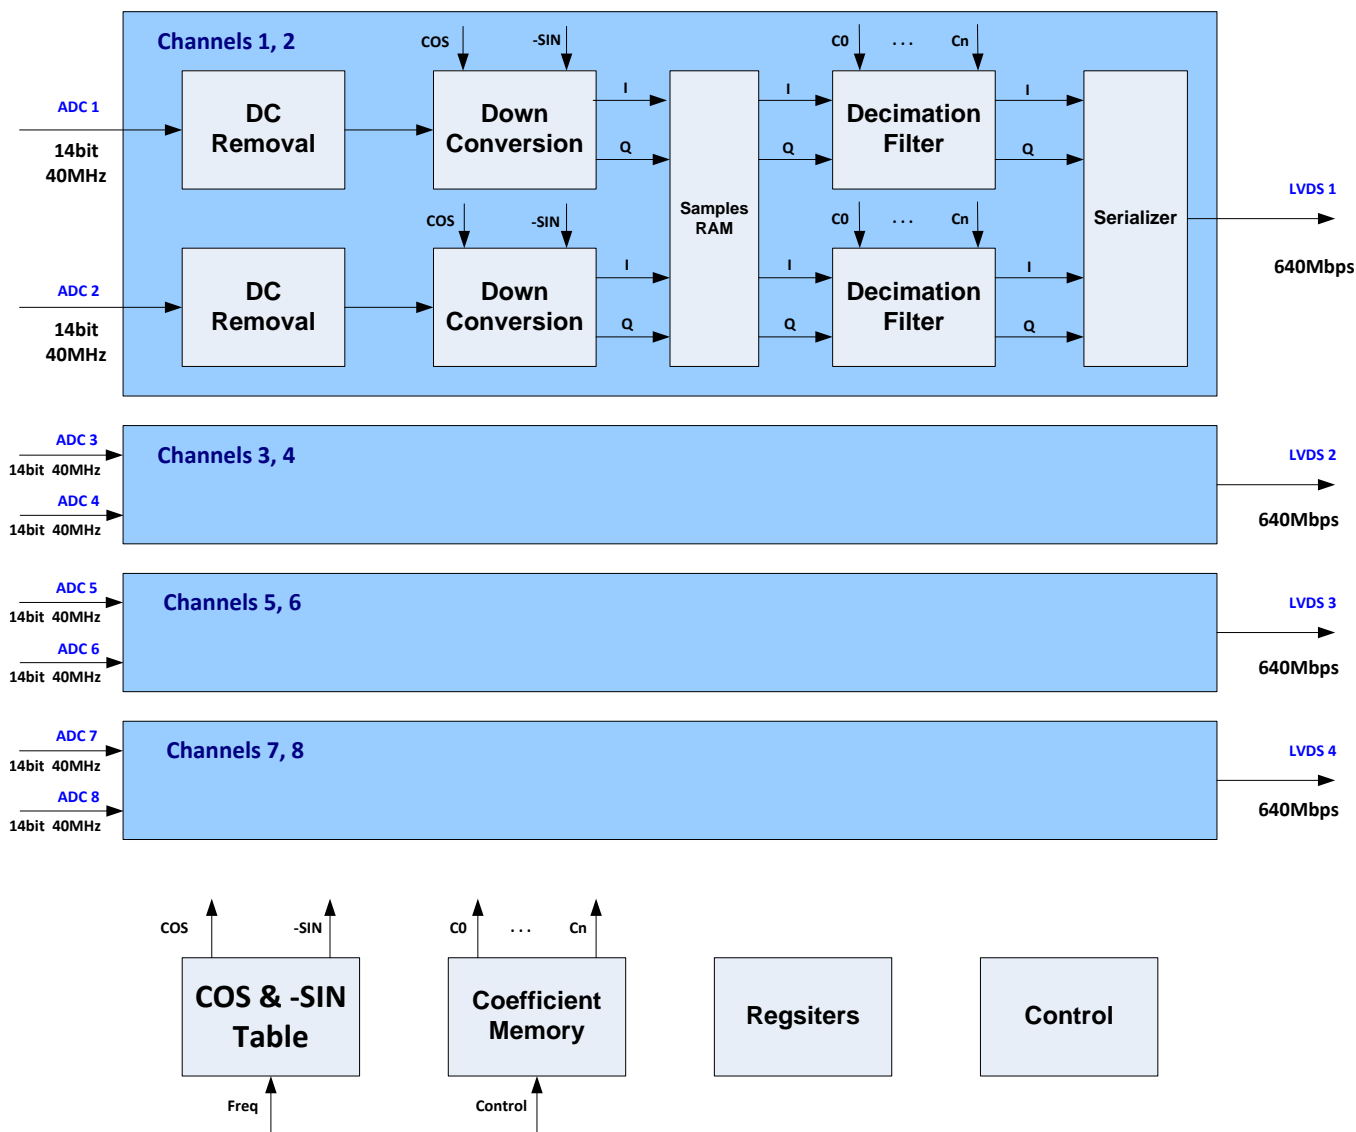 Channels 1, 2
COS
-SIN
C0 . . . Cn
ADC 1
14bit
40MHz
DC
Removal
Down
Conversion
I
Q
I
Q
Decimation
Filter
I
Q
COS
-SIN
Samples
RAM
C0 . . . Cn
Serializer
LVDS 1
640Mbps
ADC 2
14bit
40MHz
DC
Removal
Down
Conversion
I
Q
I
Q
Decimation
Filter
I
Q
ADC 3
14bit 40MHz
ADC 4
14bit 40MHz
Channels 3, 4
LVDS 2
640Mbps
ADC 5
14bit 40MHz
ADC 6
14bit 40MHz
Channels 5, 6
LVDS 3
640Mbps
ADC 7
14bit 40MHz
ADC 8
14bit 40MHz
Channels 7, 8
LVDS 4
640Mbps
COS
-SIN
COS & -SIN
Table
Freq
C0 . . . Cn
Coefficient
Memory
Control
Regsiters
Control